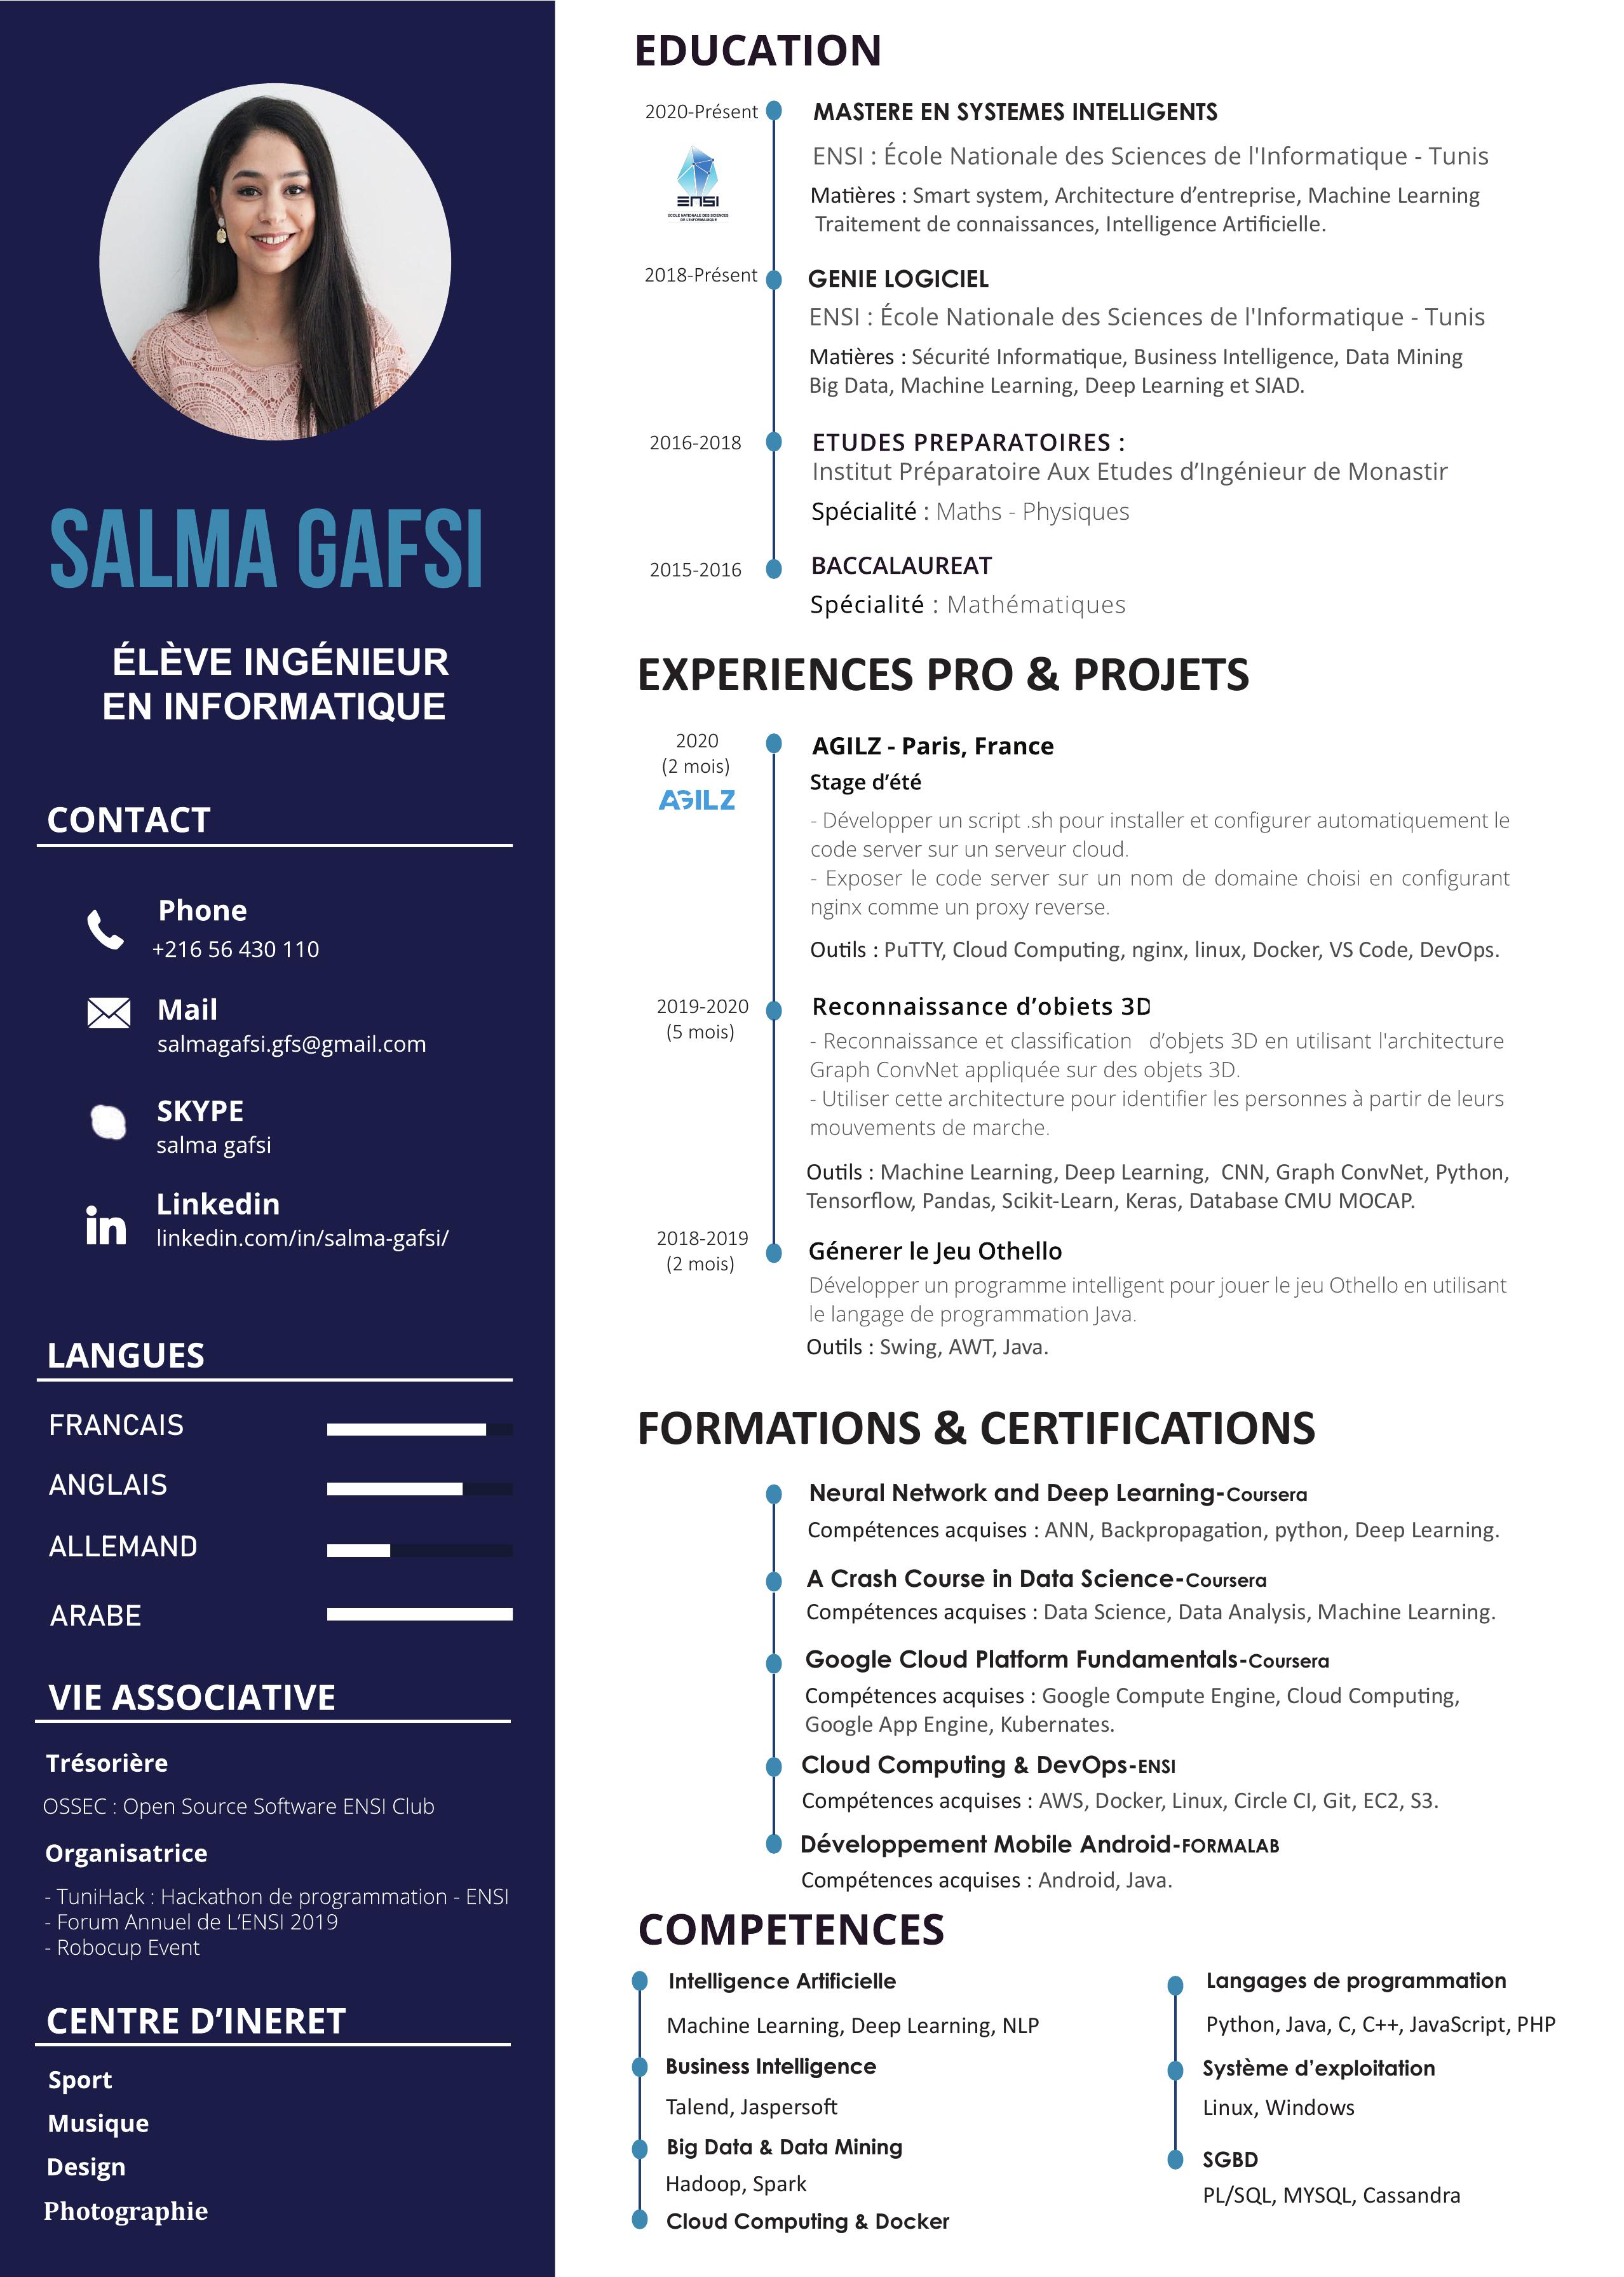 SALMA GAFSI
ÉLÈVE INGÉNIEUR
EN INFORMATIQUE
CONTACT
Phone
+216 56 430 110
Mail
salmagafsi.gfs@gmail.com
SKYPE
salma gafsi
Linkedin
linkedin.com/in/salma-gafsi/
LANGUES
FRANCAIS
ANGLAIS
ALLEMAND
ARABE
VIE ASSOCIATIVE
Trésorière
OSSEC : Open Source Software ENSI Club
Organisatrice
- TuniHack : Hackathon de programmation - ENSI
- Forum Annuel de L’ENSI 2019
- Robocup Event
CENTRE D’INERET
Sport
Musique
Design
Photographie
EDUCATION
2020-Présent
MASTERE EN SYSTEMES INTELLIGENTS
ENSI : École Nationale des Sciences de l'Informatique - Tunis
ENSI
ECOLE NATIONALE DES SCIENCES
DE L'INFORMATIQUE
Matières : Smart system, Architecture d’entreprise, Machine Learning
Traitement de connaissances, Intelligence Artificielle.
2018-Présent
GENIE LOGICIEL
ENSI : École Nationale des Sciences de l'Informatique - Tunis
Matières : Sécurité Informatique, Business Intelligence, Data Mining
Big Data, Machine Learning, Deep Learning et SIAD.
2016-2018
ETUDES PREPARATOIRES :
Institut Préparatoire Aux Etudes d’Ingénieur de Monastir
Spécialité : Maths - Physiques
2015-2016
BACCALAUREAT
Spécialité : Mathématiques
EXPERIENCES PRO & PROJETS
2020
(2 mois)
AGILZ
AGILZ - Paris, France
Stage d’été
- Développer un script .sh pour installer et configurer automatiquement le
code server sur un serveur cloud.
- Exposer le code server sur un nom de domaine choisi en configurant
nginx comme un proxy reverse.
Outils : PuTTY, Cloud Computing, nginx, linux, Docker, VS Code, DevOps.
2019-2020
(5 mois)
Reconnaissance d’objets 3D
- Reconnaissance et classification d’objets 3D en utilisant l'architecture
Graph ConvNet appliquée sur des objets 3D.
- Utiliser cette architecture pour identifier les personnes à partir de leurs
mouvements de marche.
Outils : Machine Learning, Deep Learning, CNN, Graph ConvNet, Python,
Tensorflow, Pandas, Scikit-Learn, Keras, Database CMU MOCAP.
2018-2019
(2 mois)
Génerer le Jeu Othello
Développer un programme intelligent pour jouer le jeu Othello en utilisant
le langage de programmation Java.
Outils : Swing, AWT, Java.
FORMATIONS & CERTIFICATIONS
Neural Network and Deep Learning-Coursera
Compétences acquises : ANN, Backpropagation, python, Deep Learning.
A Crash Course in Data Science-Coursera
Compétences acquises : Data Science, Data Analysis, Machine Learning.
Google Cloud Platform Fundamentals-Coursera
Compétences acquises : Google Compute Engine, Cloud Computing,
Google App Engine, Kubernates.
Cloud Computing & DevOps-ENSI
Compétences acquises : AWS, Docker, Linux, Circle CI, Git, EC2, S3.
Développement Mobile Android-FORMALAB
Compétences acquises : Android, Java.
COMPETENCES
Intelligence Artificielle
Machine Learning, Deep Learning, NLP
Business Intelligence
Talend, Jaspersoft
Big Data & Data Mining
Hadoop, Spark
Cloud Computing & Docker
Langages de programmation
Python, Java, C, C++, JavaScript, PHP
Système d’exploitation
Linux, Windows
SGBD
PL/SQL, MYSQL, Cassandra